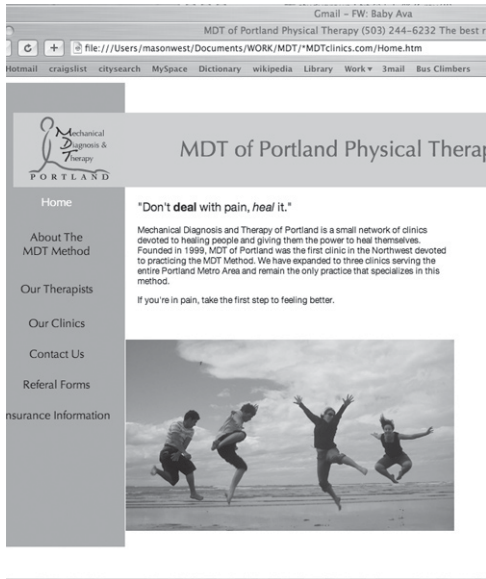 Gmail – FW: Baby Ava
MDT of Portland Physical Therapy (503) 244-6232 The best r
file:///Users/masonwest/Documents/WORK/MDT/*MDTclinics.com/Home.htm
Hotmail craigslist citysearch MySpace Dictionary wikipedia Library Work▾ 3mail Bus Climbers
Mechanical
Diagnosis &
Therapy
PORTLAND
MDT of Portland Physical Therap
Home
About The
MDT Method
Our Therapists
Our Clinics
Contact Us
Referal Forms
nsurance Information
"Don't deal with pain, heal it."
Mechanical Diagnosis and Therapy of Portland is a small network of clinics
devoted to healing people and giving them the power to heal themselves.
Founded in 1999, MDT of Portland was the first clinic in the Northwest devoted
to practicing the MDT Method. We have expanded to three clinics serving the
entire Portland Metro Area and remain the only practice that specializes in this
method.
If you're in pain, take the first step to feeling better.